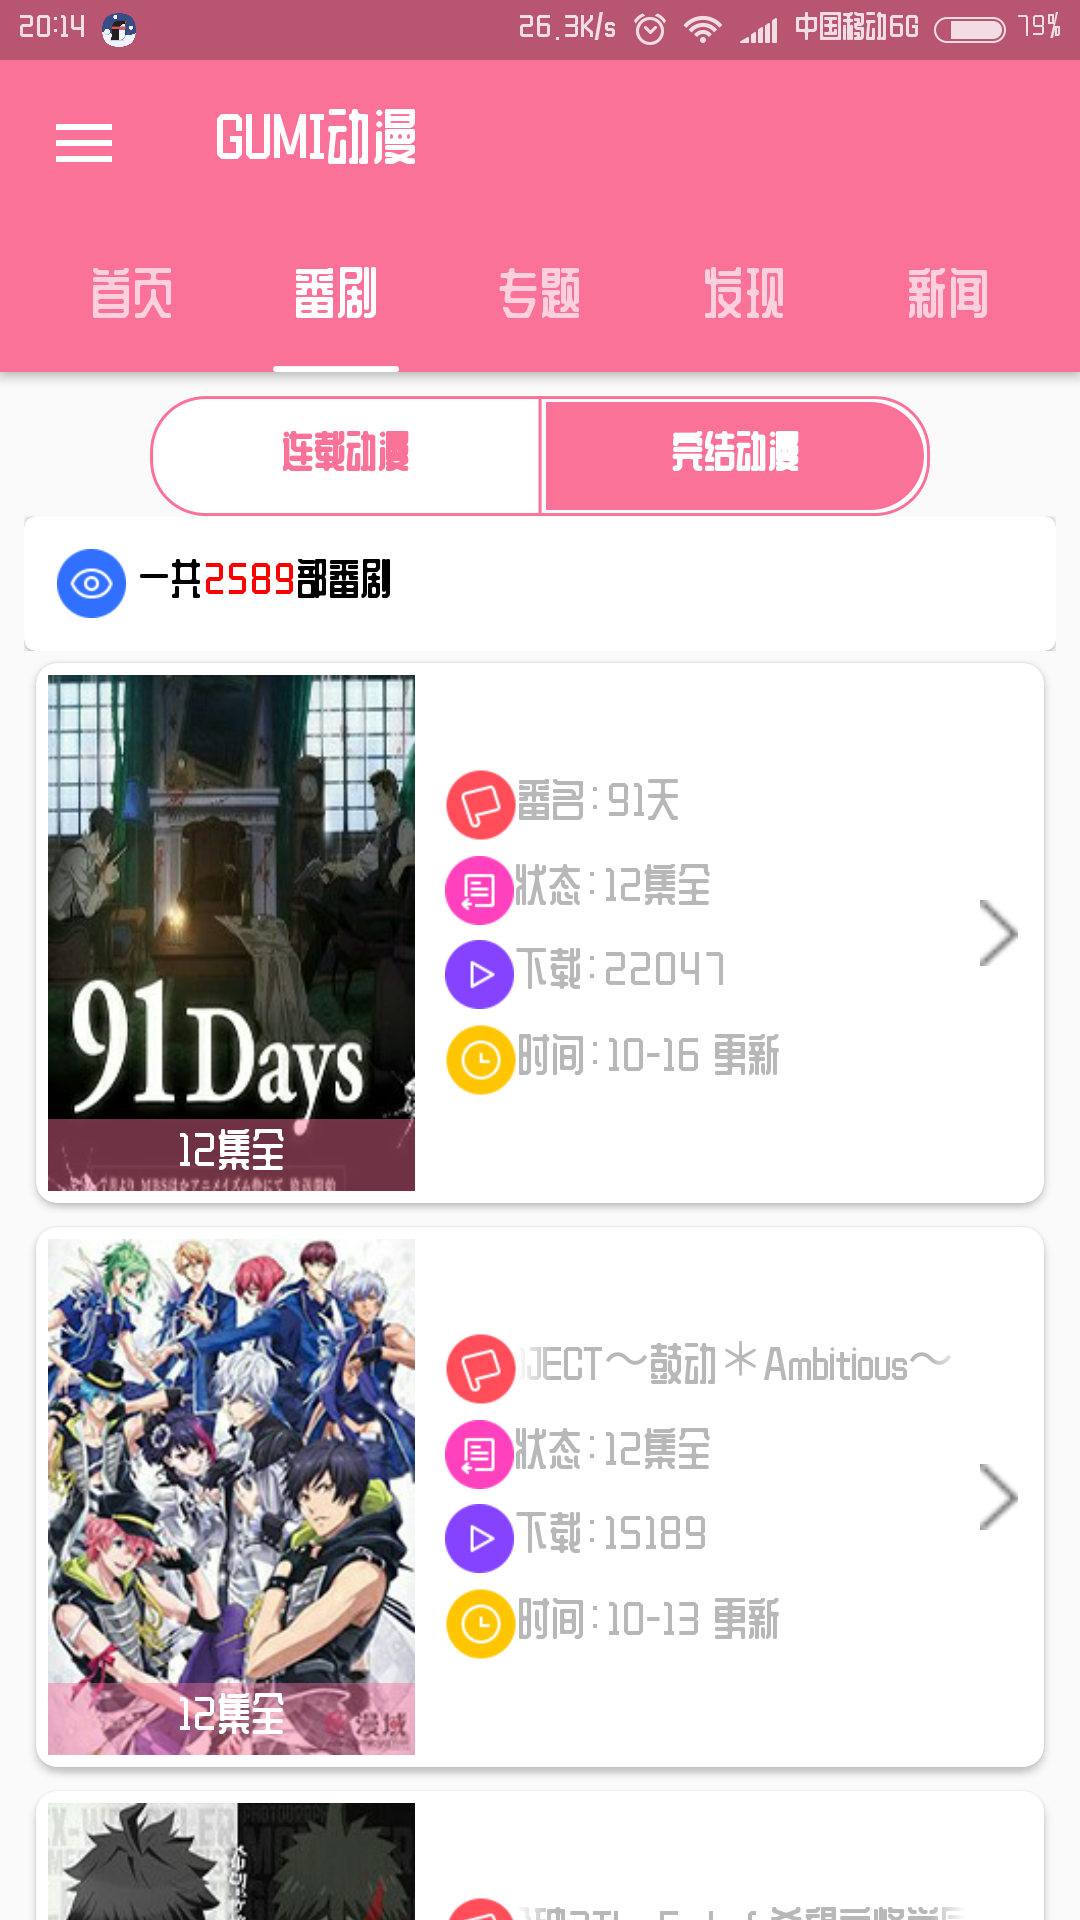 20:14 26.3K/s 中国移动6G 79%
GUMI动漫
首页 番剧 专题 发现 新闻
连载动漫 完结动漫
一共2589部番剧
91Days
12集全
番名:91天
状态:12集全
下载:22047
时间:10-16 更新
漫域
12集全
JECT～鼓动＊Ambitious～
状态:12集全
下载:15189
时间:10-13 更新